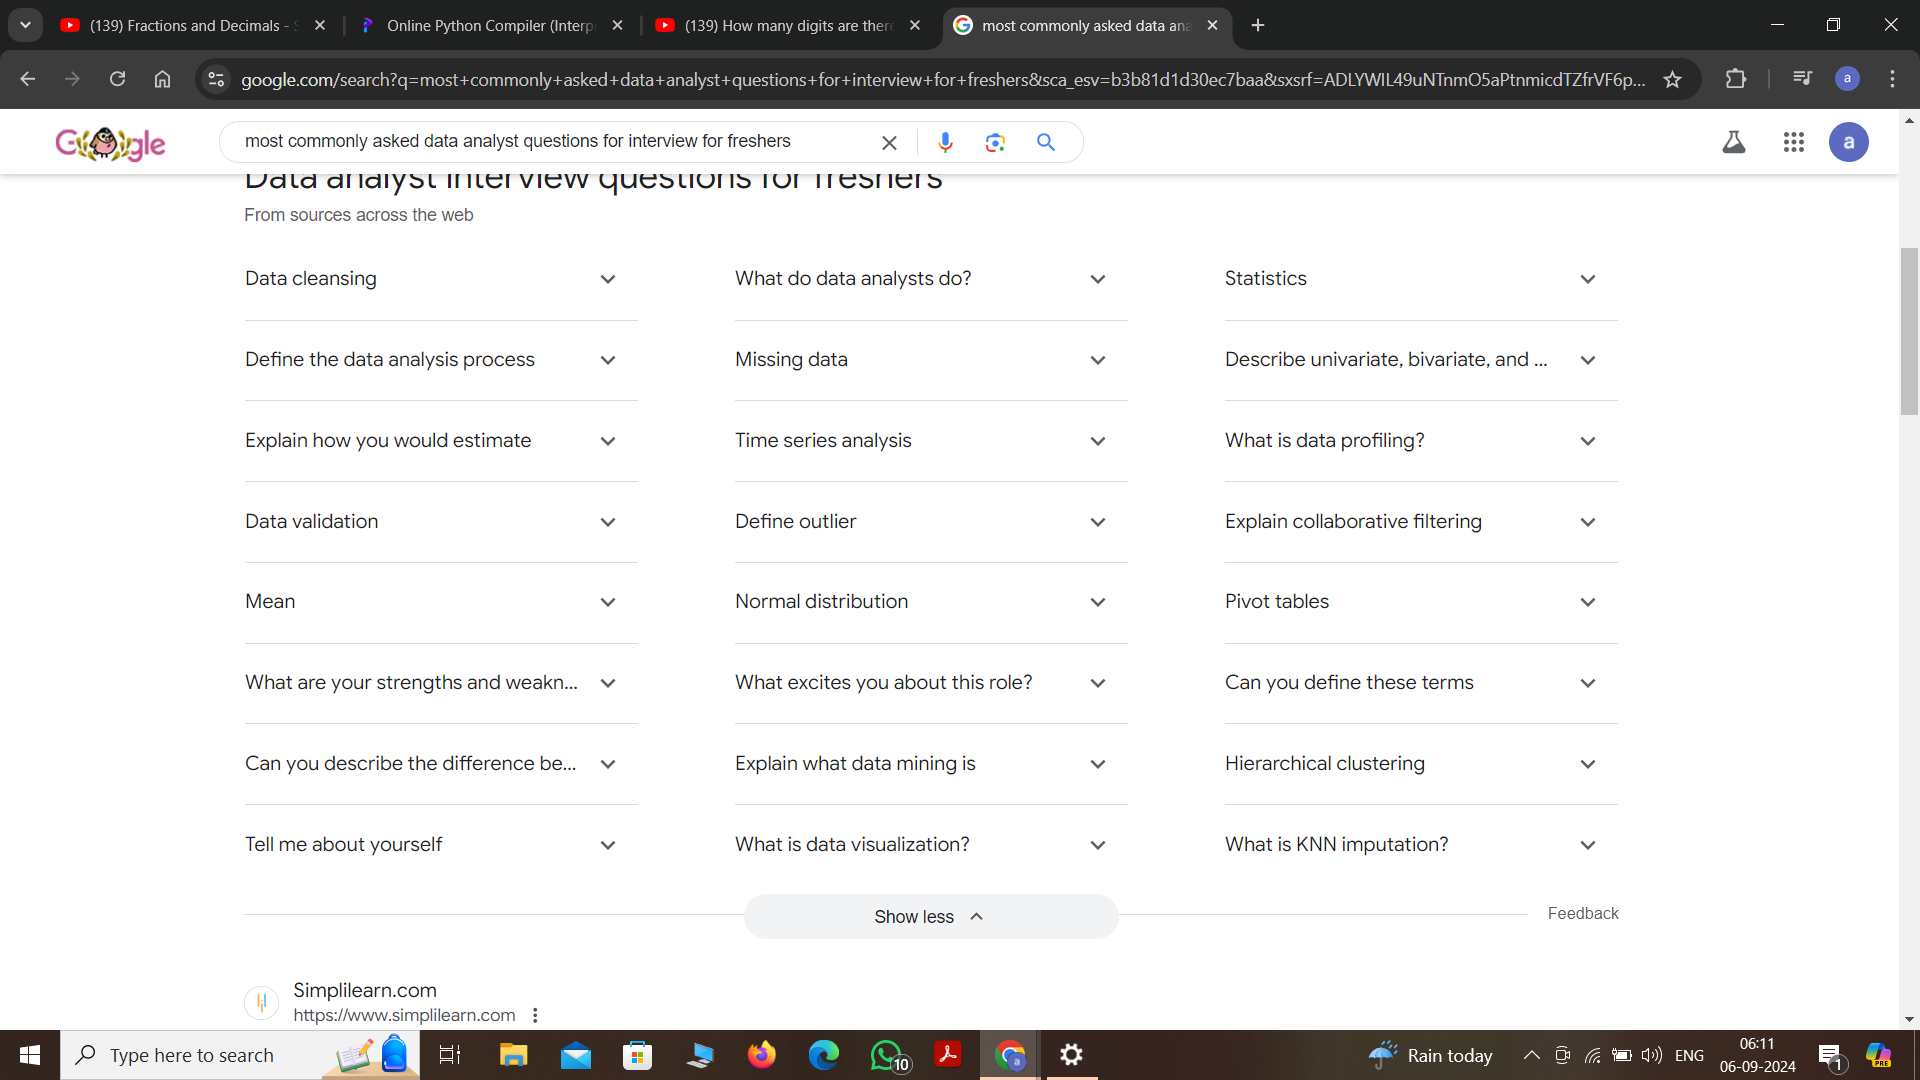 (139) Fractions and Decimals -
Online Python Compiler (Interp
(139) How many digits are ther
most commonly asked data ana
google.com/search?q=most+commonly+asked+data+analyst+questions+for+interview+for+freshers&sca_esv=b3b81d1d30ec7baa&sxsrf=ADLYWIL49uNTnmO5aPtnmicdTZfrVF6p...
a
Google
most commonly asked data analyst questions for interview for freshers
a
Data analyst interview questions for freshers
From sources across the web
Data cleansing
What do data analysts do?
Statistics
Define the data analysis process
Missing data
Describe univariate, bivariate, and ...
Explain how you would estimate
Time series analysis
What is data profiling?
Data validation
Define outlier
Explain collaborative filtering
Mean
Normal distribution
Pivot tables
What are your strengths and weakn...
What excites you about this role?
Can you define these terms
Can you describe the difference be...
Explain what data mining is
Hierarchical clustering
Tell me about yourself
What is data visualization?
What is KNN imputation?
Show less
Feedback
Simplilearn.com
https://www.simplilearn.com
Type here to search
10
a
Rain today
ENG
06:11
06-09-2024
1
PRE